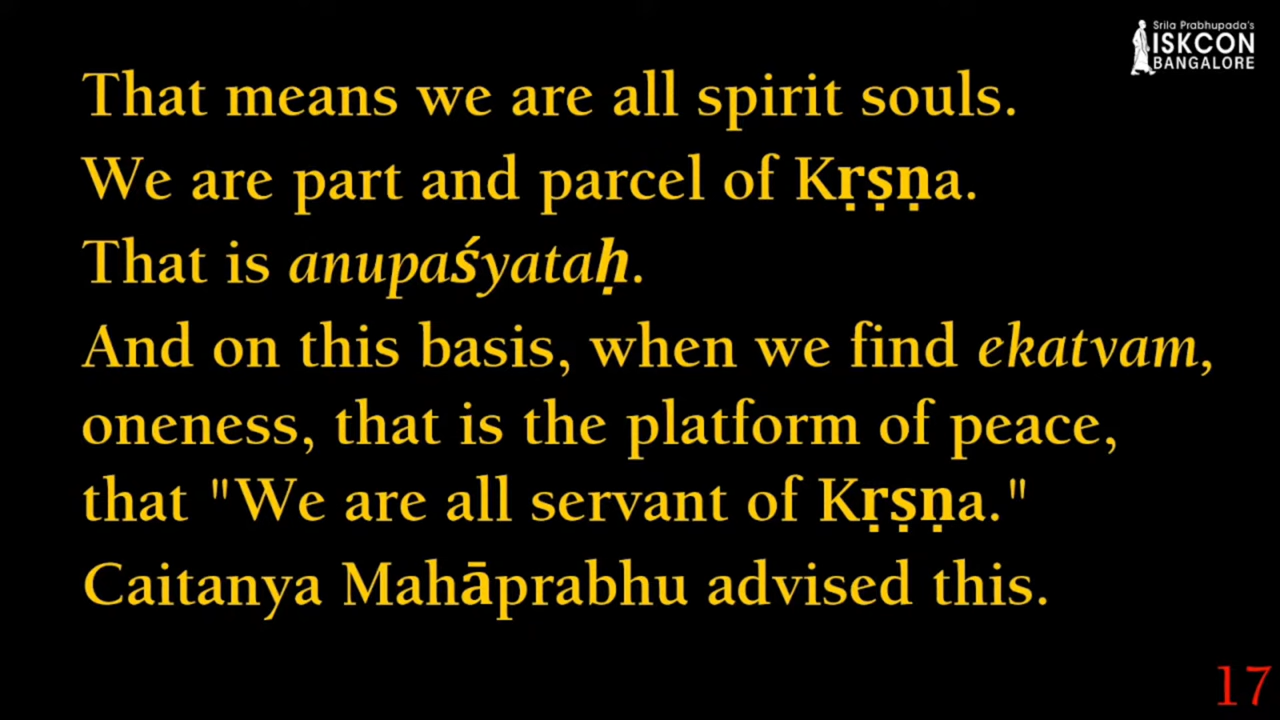 Srila Prabhupada's
ISKCON
BANGALORE
That means we are all spirit souls.
We are part and parcel of Kṛṣṇa.
That is anupaśyataḥ.
And on this basis, when we find ekatvam,
oneness, that is the platform of peace,
that "We are all servant of Kṛṣṇa."
Caitanya Mahāprabhu advised this.
17